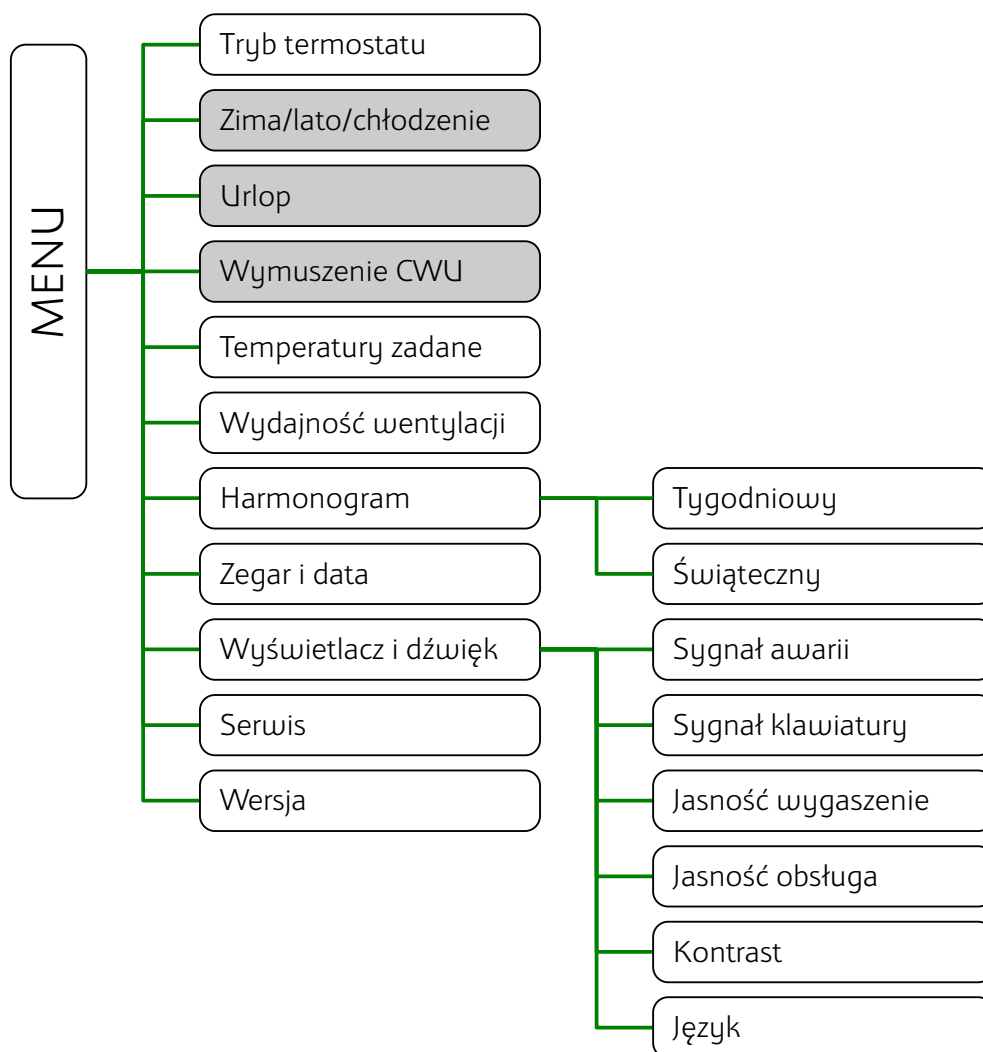 MENU
Tryb termostatu
Zima/lato/chłodzenie
Urlop
Wymuszenie CWU
Temperatury zadane
Wydajność wentylacji
Harmonogram
Tygodniowy
Świąteczny
Zegar i data
Wyświetlacz i dźwięk
Sygnał awarii
Sygnał klawiatury
Jasność wygaszenie
Jasność obsługa
Kontrast
Język
Serwis
Wersja